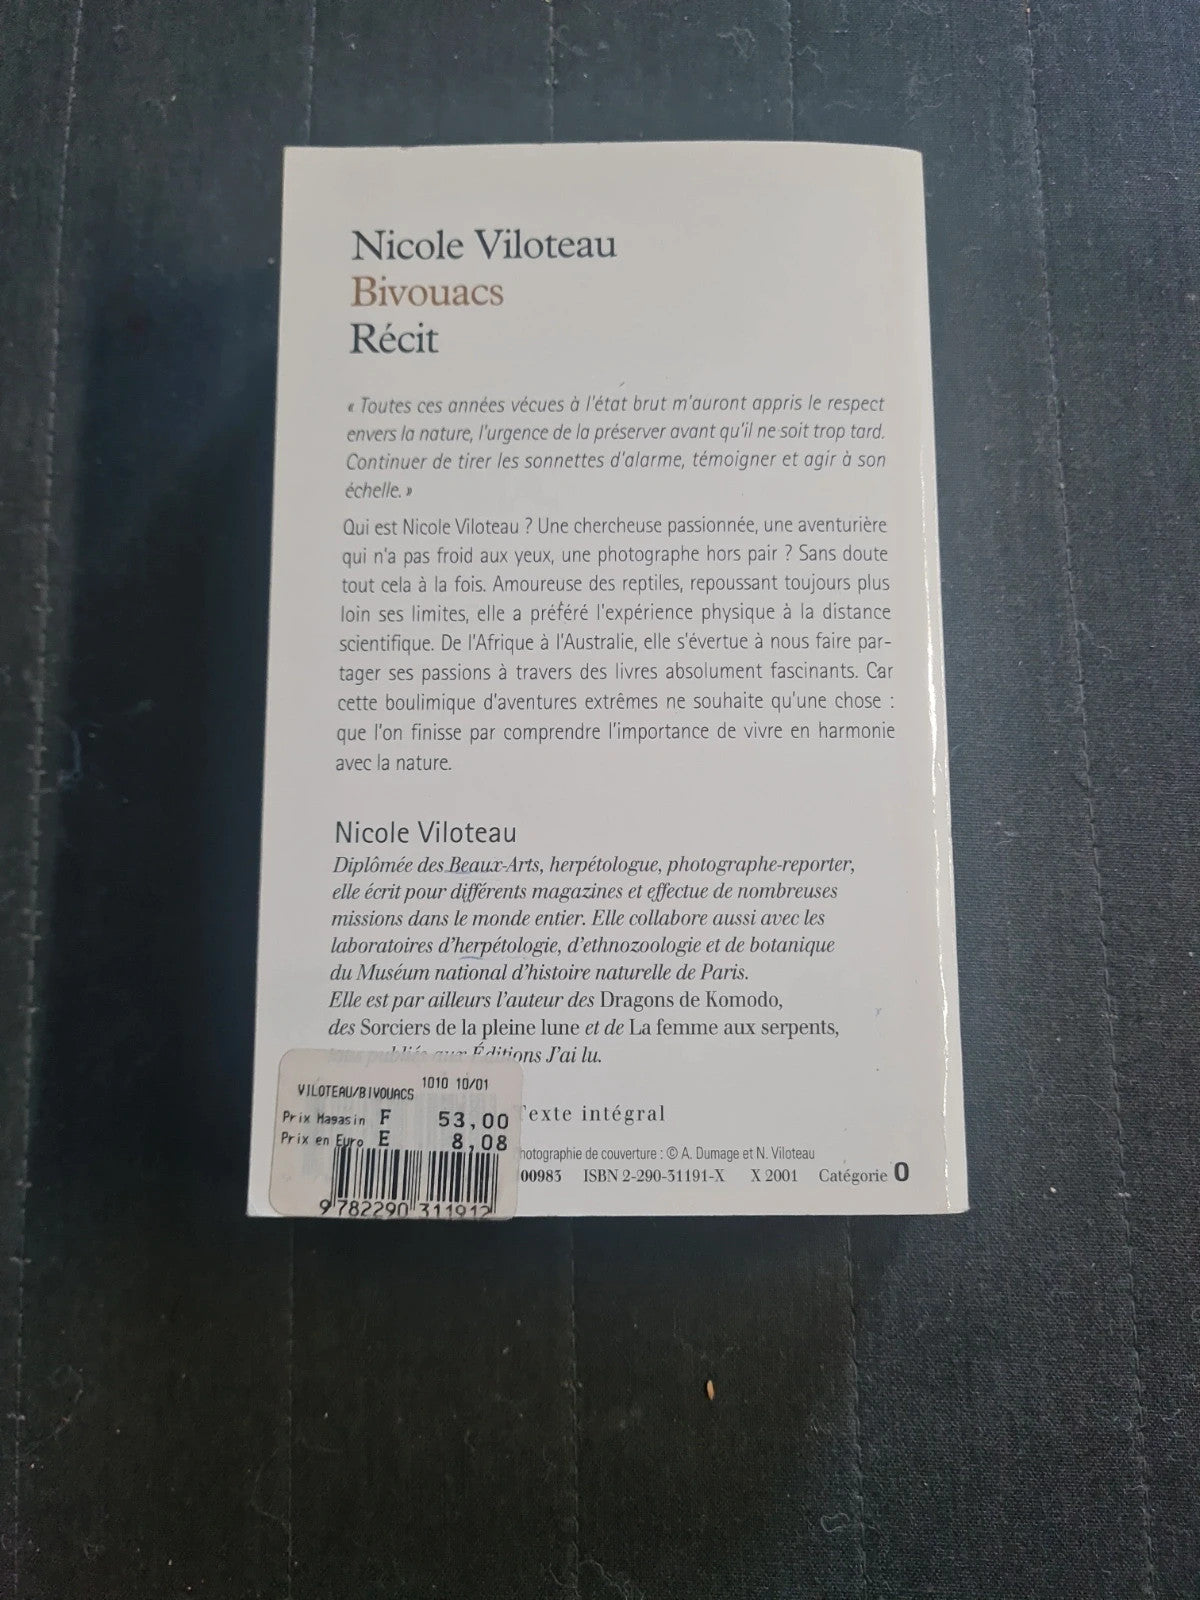 Nicole Viloteau
Bivouacs
Récit
« Toutes ces années vécues à l'état brut m'auront appris le respect
envers la nature, l'urgence de la préserver avant qu'il ne soit trop tard.
Continuer de tirer les sonnettes d'alarme, témoigner et agir à son
échelle. »
Qui est Nicole Viloteau ? Une chercheuse passionnée, une aventurière
qui n'a pas froid aux yeux, une photographe hors pair ? Sans doute
tout cela à la fois. Amoureuse des reptiles, repoussant toujours plus
loin ses limites, elle a préféré l'expérience physique à la distance
scientifique. De l'Afrique à l'Australie, elle s'évertue à nous faire par-
tager ses passions à travers des livres absolument fascinants. Car
cette boulimique d'aventures extrêmes ne souhaite qu'une chose :
que l'on finisse par comprendre l'importance de vivre en harmonie
avec la nature.
Nicole Viloteau
Diplômée des Beaux-Arts, herpétologue, photographe-reporter,
elle écrit pour différents magazines et effectue de nombreuses
missions dans le monde entier. Elle collabore aussi avec les
laboratoires d'herpétologie, d'ethnozoologie et de botanique
du Muséum national d'histoire naturelle de Paris.
Elle est par ailleurs l'auteur des Dragons de Komodo,
des Sorciers de la pleine lune et de La femme aux serpents,
tous publiés aux Éditions J'ai lu.
VILOTEAU/BIVOUACS 1010 10/01
Prix Magasin F 53,00
Prix en Euro E 8,08
9 782290 311912
Texte intégral
hotographie de couverture : © A. Dumage et N. Viloteau
00983 ISBN 2-290-31191-X X 2001 Catégorie O